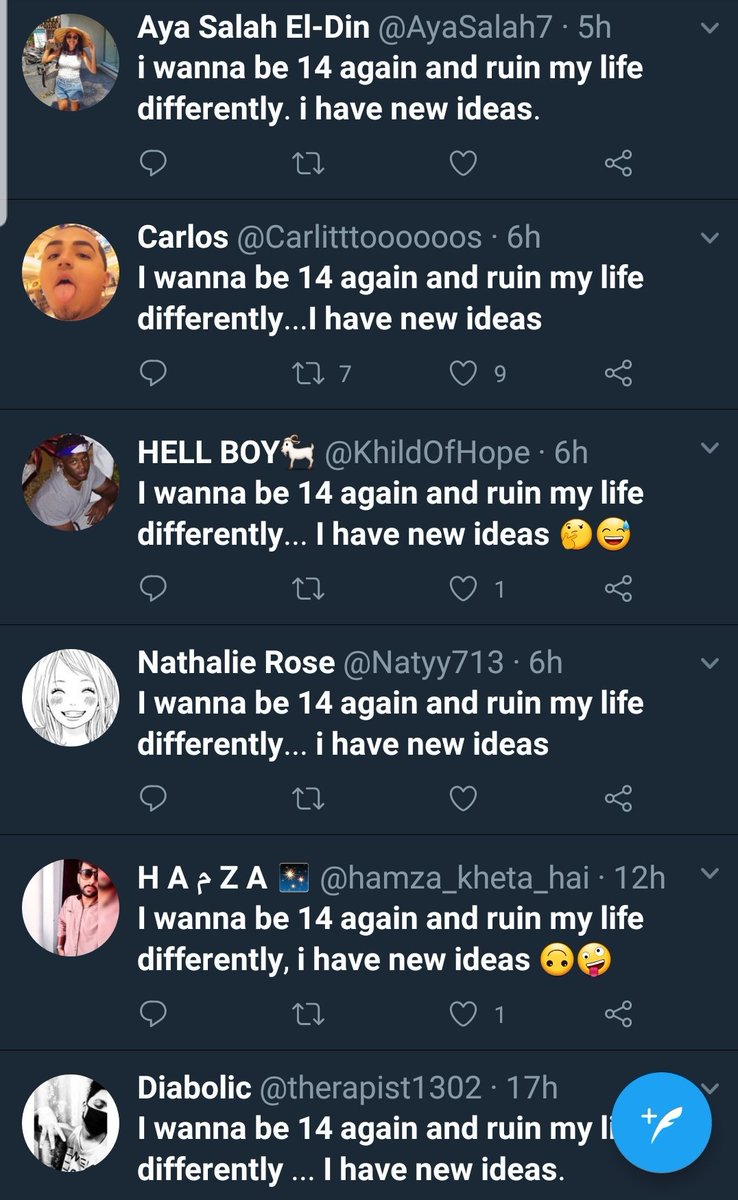 Aya Salah El-Din @AyaSalah7 · 5h
i wanna be 14 again and ruin my life
differently. i have new ideas.
Carlos @Carlitttoooooos · 6h
I wanna be 14 again and ruin my life
differently...I have new ideas
7 9
HELL BOY🐐 @KhildOfHope · 6h
I wanna be 14 again and ruin my life
differently... I have new ideas 🤔😅
1
Nathalie Rose @Natyy713 · 6h
I wanna be 14 again and ruin my life
differently... i have new ideas
H A م Z A 🎇 @hamza_kheta_hai · 12h
I wanna be 14 again and ruin my life
differently, i have new ideas 🙃🤪
1
Diabolic @therapist1302 · 17h
I wanna be 14 again and ruin my li
differently ... I have new ideas.